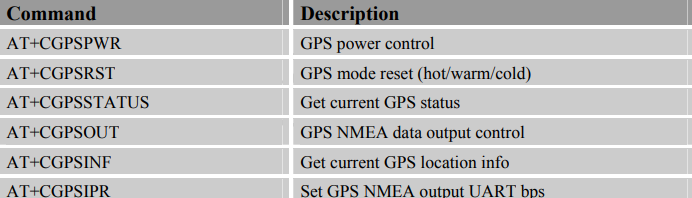 Command Description
AT+CGPSPWR GPS power control
AT+CGPSRST GPS mode reset (hot/warm/cold)
AT+CGPSSTATUS Get current GPS status
AT+CGPSOUT GPS NMEA data output control
AT+CGPSINF Get current GPS location info
AT+CGPSIPR Set GPS NMEA output UART bps